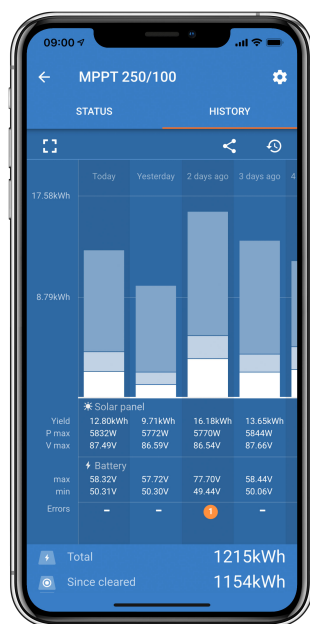 09:00
MPPT 250/100
STATUS HISTORY
Today Yesterday 2 days ago 3 days ago 4
17.58kWh
8.79kWh
Solar panel
Yield 12.80kWh 9.71kWh 16.18kWh 13.65kWh
P max 5832W 5772W 5770W 5844W
V max 87.49V 86.59V 86.54V 87.66V
Battery
max 58.32V 57.72V 77.70V 58.44V
min 50.31V 50.30V 49.44V 50.06V
Errors – – 1 –
Total 1215kWh
Since cleared 1154kWh